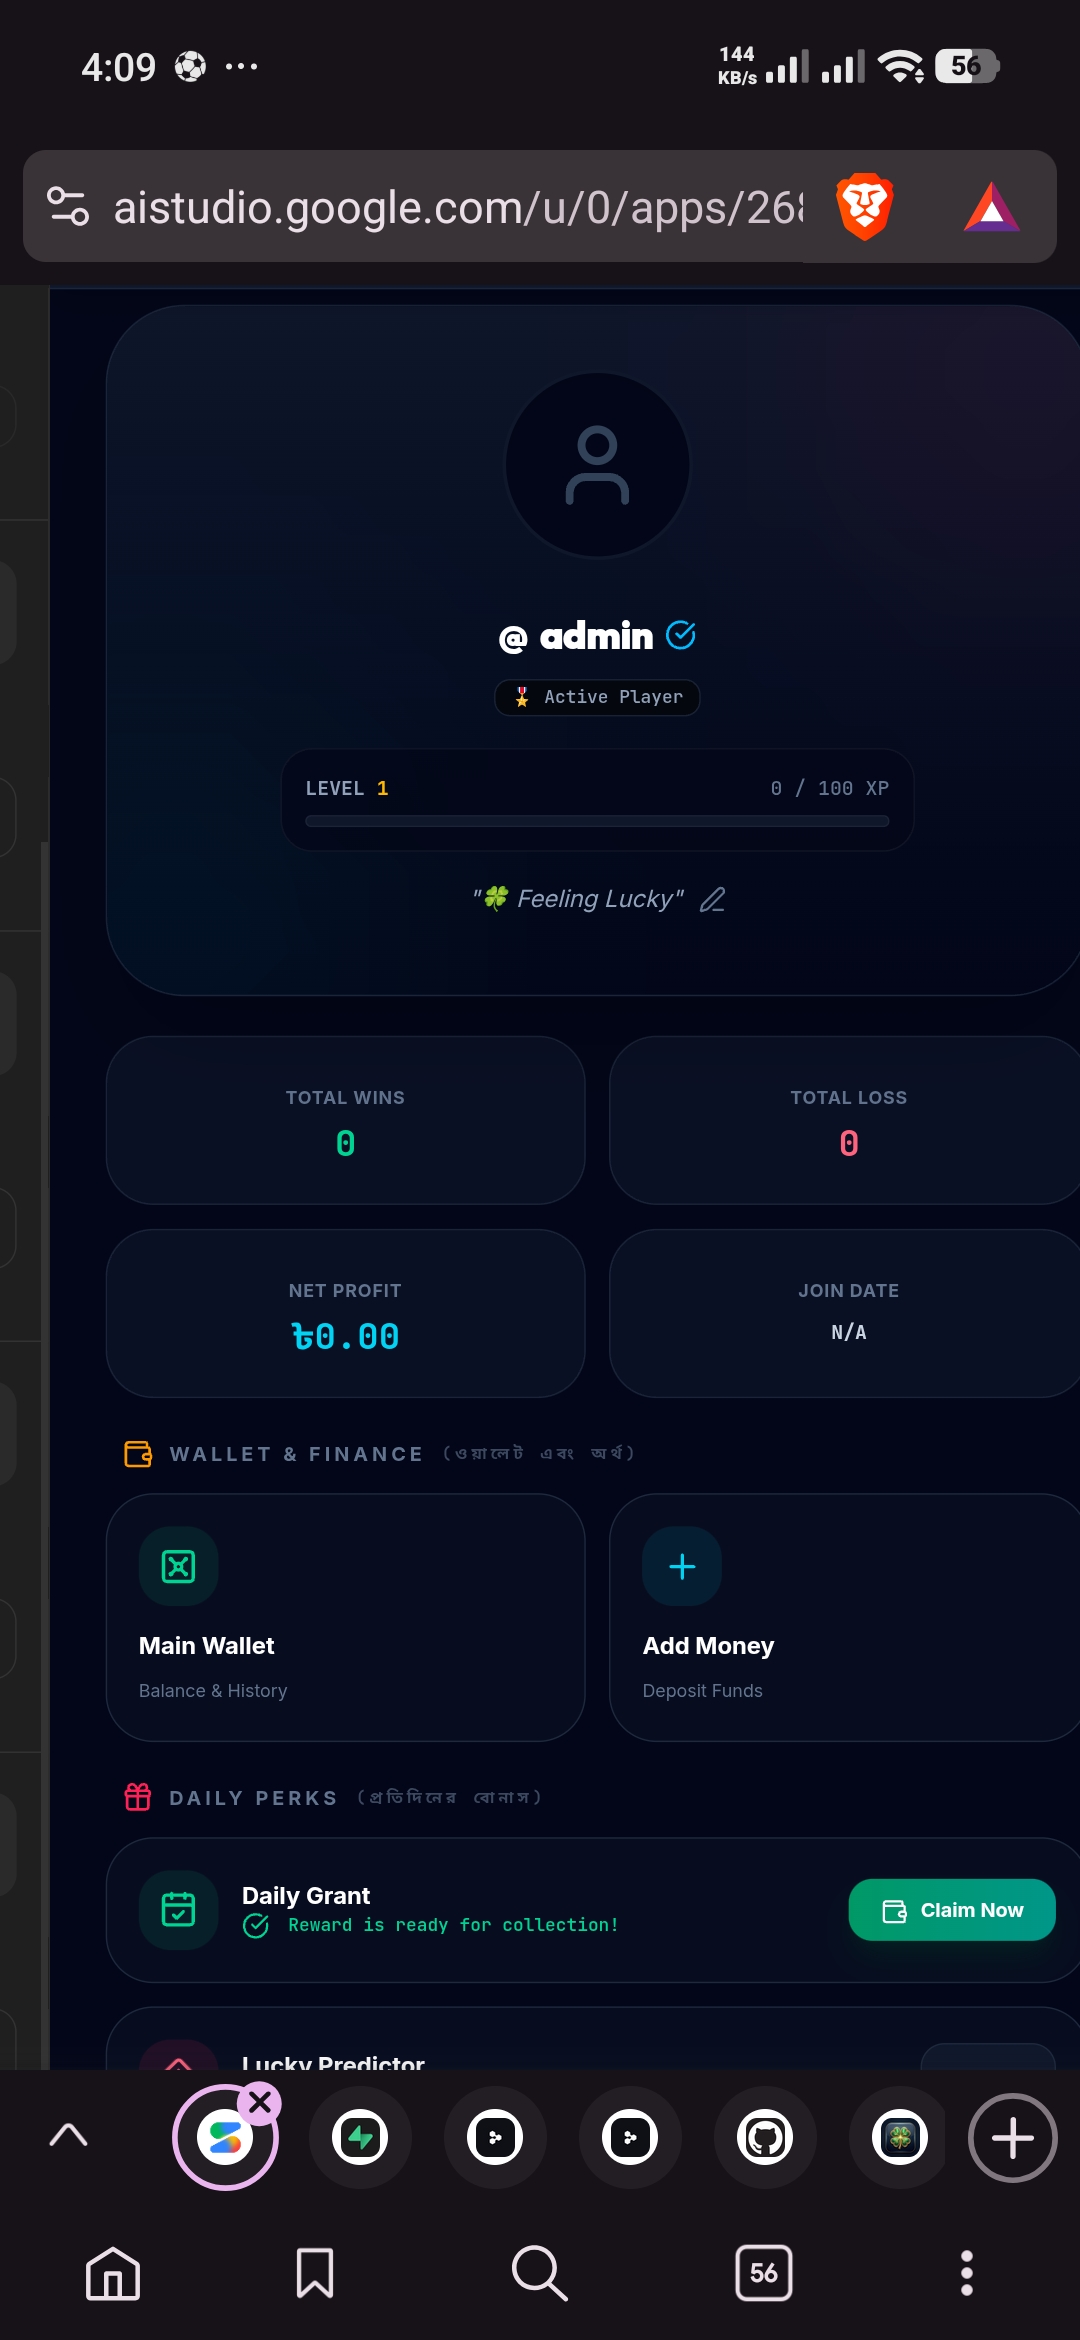 4:09
144
KB/s
56
aistudio.google.com/u/0/apps/268
@ admin
Active Player
LEVEL 1
0 / 100 XP
"🍀 Feeling Lucky"
TOTAL WINS
0
TOTAL LOSS
0
NET PROFIT
৳0.00
JOIN DATE
N/A
WALLET & FINANCE (ওয়ালেট এবং অর্থ)
Main Wallet
Balance & History
Add Money
Deposit Funds
DAILY PERKS (প্রতিদিনের বোনাস)
Daily Grant
Reward is ready for collection!
Claim Now
Lucky Predictor
56